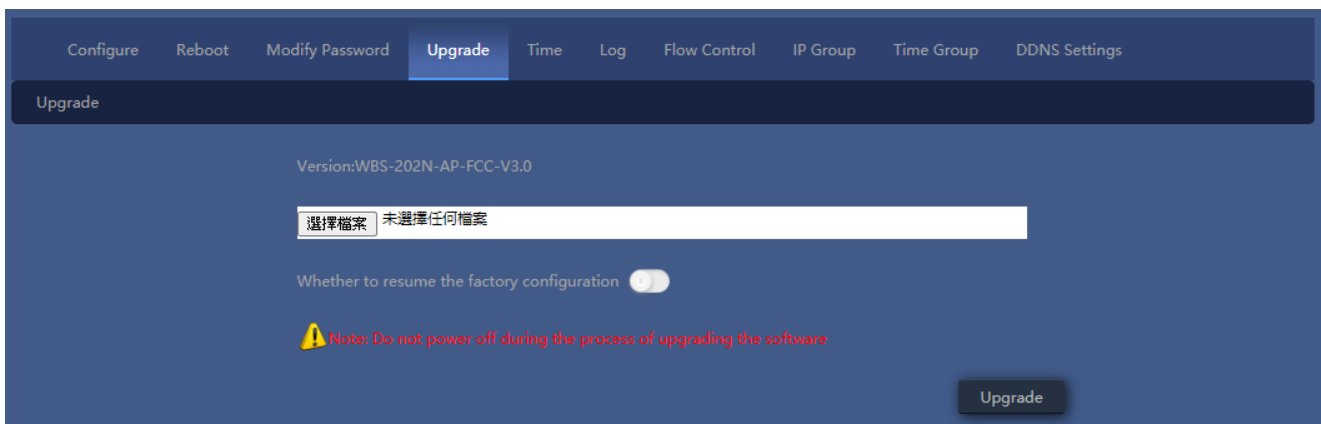 Configure Reboot Modify Password Upgrade Time Log Flow Control IP Group Time Group DDNS Settings
Upgrade
Version:WBS-202N-AP-FCC-V3.0
選擇檔案 未選擇任何檔案
Whether to resume the factory configuration
Note: Do not power off during the process of upgrading the software
Upgrade